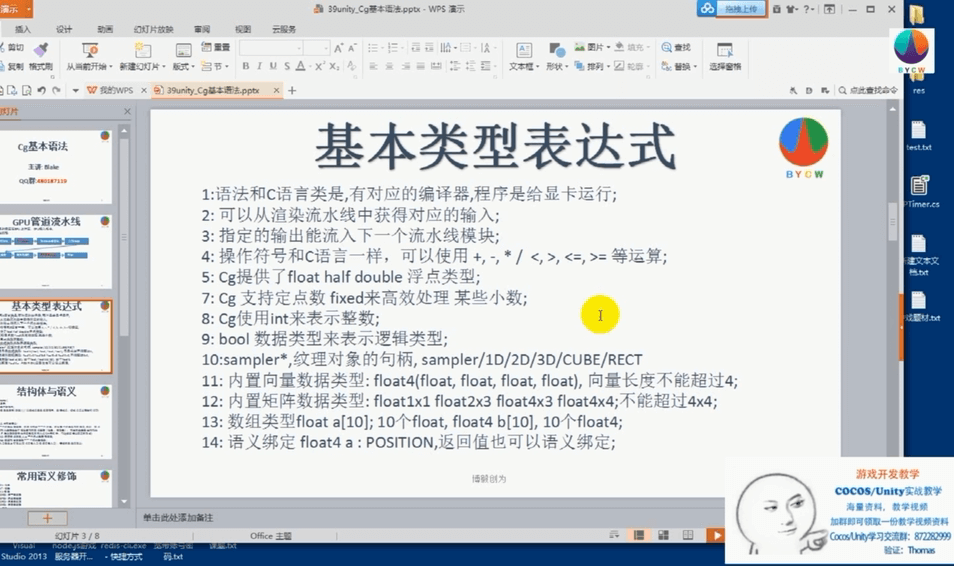 演示
39unity_Cg基本语法.pptx - WPS 演示
拖拽上传
插入 设计 动画 幻灯片放映 审阅 视图 云服务
剪切
复制 格式刷 从当前开始 新建幻灯片 版式 节 重置
B I U S A
文本框 形状 图片 排列 填充 轮廓 查找 替换 选择窗格
我的WPS 39unity_Cg基本语法.pptx 点此查找命令
BYCW
res
test.txt
PTimer.cs
建文本文
档.txt
戏题材.txt
幻灯片
Cg基本语法
主讲: Blake
QQ群:480187119
GPU管道流水线
基本类型表达式
结构体与语义
常用语义修饰
基本类型表达式
BYCW
1:语法和C语言类是,有对应的编译器,程序是给显卡运行;
2: 可以从渲染流水线中获得对应的输入;
3: 指定的输出能流入下一个流水线模块;
4: 操作符号和C语言一样，可以使用 +, -, * / <, >, <=, >= 等运算;
5: Cg提供了float half double 浮点类型;
7: Cg 支持定点数 fixed来高效处理 某些小数;
8: Cg使用int来表示整数;
9: bool 数据类型来表示逻辑类型;
10:sampler*,纹理对象的句柄, sampler/1D/2D/3D/CUBE/RECT
11: 内置向量数据类型: float4(float, float, float, float), 向量长度不能超过4;
12: 内置矩阵数据类型: float1x1 float2x3 float4x3 float4x4;不能超过4x4;
13: 数组类型float a[10]; 10个float, float4 b[10], 10个float4;
14: 语义绑定 float4 a : POSITION,返回值也可以语义绑定;
博毅创为
单击此处添加备注
幻灯片 3 / 8 Office 主题
Visual
Studio 2013
服务器开...
redis-cli.exe
- 快捷方式
码.txt
游戏开发教学
COCOS/Unity实战教学
海量资料，教学视频
加群即可领取一份教学视频资料
Cocos/Unity学习交流群：872282999
验证：Thomas